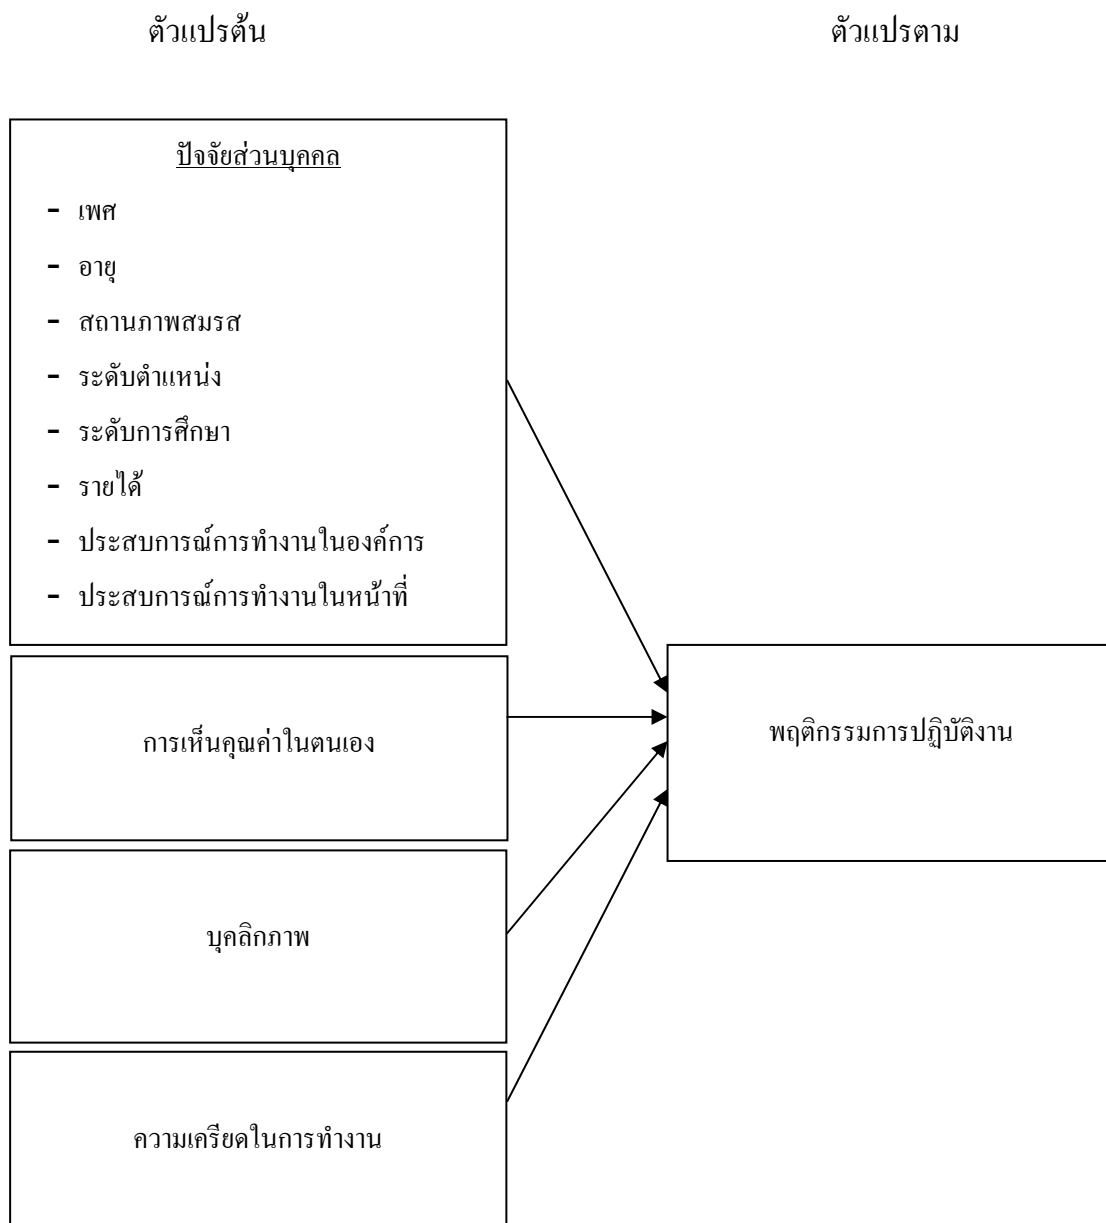 ตัวแปรต้น
ตัวแปรตาม
ปัจจัยส่วนบุคคล
- เพศ
- อายุ
- สถานภาพสมรส
- ระดับตำแหน่ง
- ระดับการศึกษา
- รายได้
- ประสบการณ์การทำงานในองค์การ
- ประสบการณ์การทำงานในหน้าที่
การเห็นคุณค่าในตนเอง
บุคลิกภาพ
ความเครียดในการทำงาน
พฤติกรรมการปฏิบัติงาน